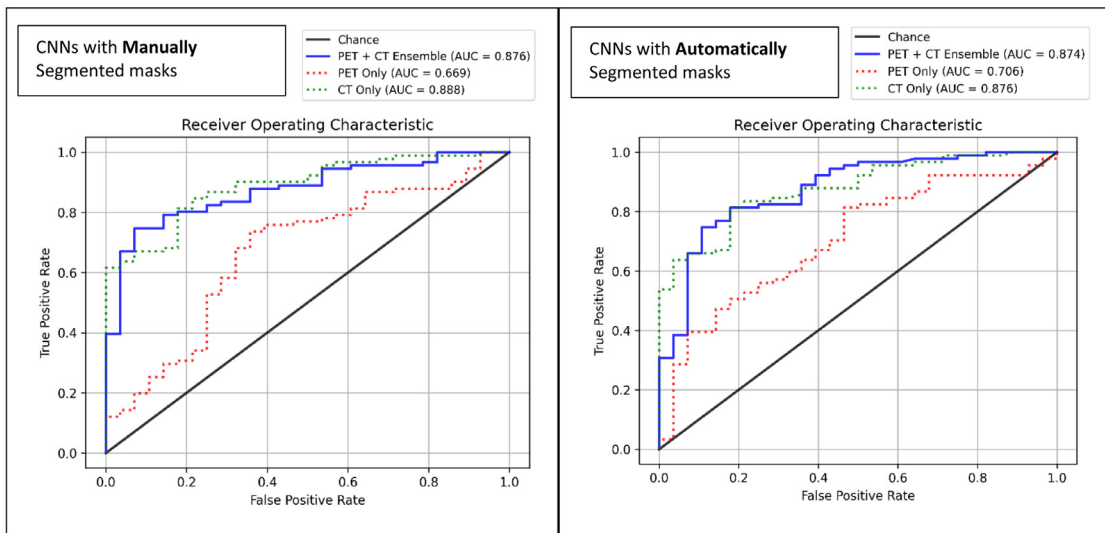 CNNs with Manually
Segmented masks
Chance
PET + CT Ensemble (AUC = 0.876)
PET Only (AUC = 0.669)
CT Only (AUC = 0.888)
Receiver Operating Characteristic
True Positive Rate
1.0
0.8
0.6
0.4
0.2
0.0
0.0 0.2 0.4 0.6 0.8 1.0
False Positive Rate
CNNs with Automatically
Segmented masks
Chance
PET + CT Ensemble (AUC = 0.874)
PET Only (AUC = 0.706)
CT Only (AUC = 0.876)
Receiver Operating Characteristic
True Positive Rate
1.0
0.8
0.6
0.4
0.2
0.0
0.0 0.2 0.4 0.6 0.8 1.0
False Positive Rate